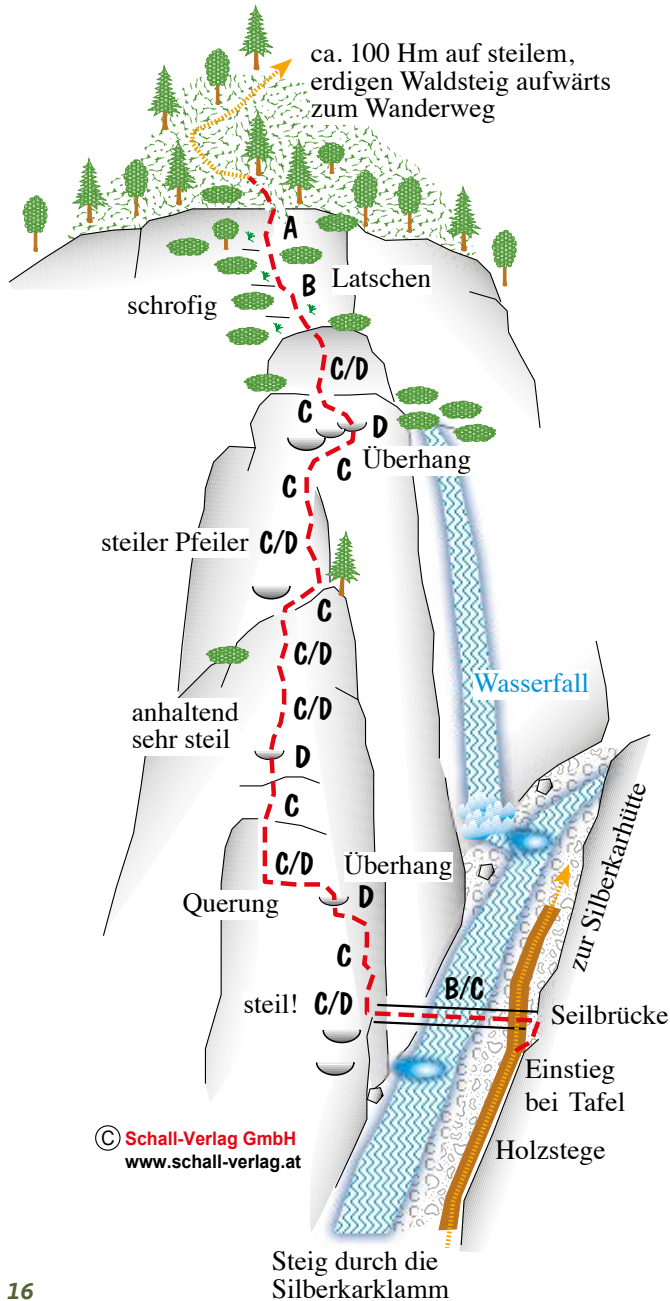 ca. 100 Hm auf steilem,
erdigen Waldsteig aufwärts
zum Wanderweg
A
B
Latschen
schrofig
C/D
C
D
Überhang
C
C
steiler Pfeiler
C/D
C
C/D
Wasserfall
anhaltend
sehr steil
C/D
D
C
C/D
Überhang
Querung
D
zur Silberkarhütte
C
B/C
steil!
C/D
Seilbrücke
Einstieg
bei Tafel
Holzstege
© Schall-Verlag GmbH
www.schall-verlag.at
Steig durch die
Silberkarklamm
16